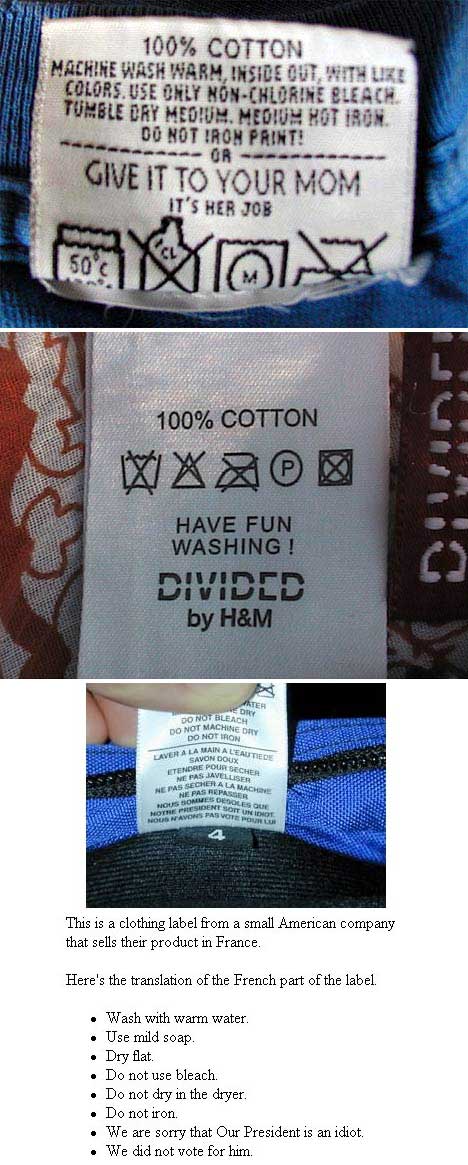 100% COTTON
MACHINE WASH WARM, INSIDE OUT, WITH LIKE
COLORS. USE ONLY NON-CHLORINE BLEACH.
TUMBLE DRY MEDIUM. MEDIUM HOT IRON.
DO NOT IRON PRINT!
OR
GIVE IT TO YOUR MOM
IT'S HER JOB
50°C
CL
M
100% COTTON
P
HAVE FUN
WASHING !
DIVIDED
by H&M
DIVIDED
WATER
DRY
DO NOT BLEACH
DO NOT MACHINE DRY
DO NOT IRON
LAVER A LA MAIN A L'EAU TIEDE
SAVON DOUX
ETENDRE POUR SECHER
NE PAS JAVELLISER
NE PAS SECHER A LA MACHINE
NE PAS REPASSER
NOUS SOMMES DESOLES QUE
NOTRE PRESIDENT SOIT UN IDIOT.
NOUS N'AVONS PAS VOTE POUR LUI
4
This is a clothing label from a small American company
that sells their product in France.
Here's the translation of the French part of the label.
• Wash with warm water.
• Use mild soap.
• Dry flat.
• Do not use bleach.
• Do not dry in the dryer.
• Do not iron.
• We are sorry that Our President is an idiot.
• We did not vote for him.